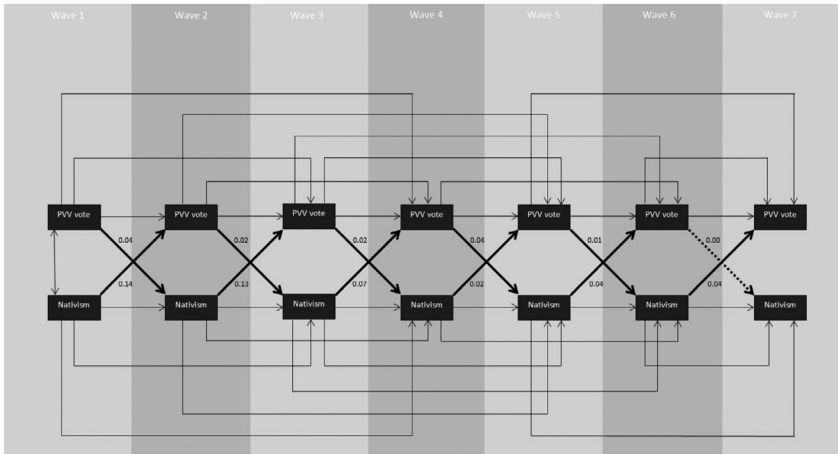 Wave 1 Wave 2 Wave 3 Wave 4 Wave 5 Wave 6 Wave 7
PVV vote PVV vote PVV vote PVV vote PVV vote PVV vote PVV vote
0.04 0.02 0.02 0.04 0.01 0.00
0.14 0.13 0.07 0.02 0.04 0.04
Nativism Nativism Nativism Nativism Nativism Nativism Nativism